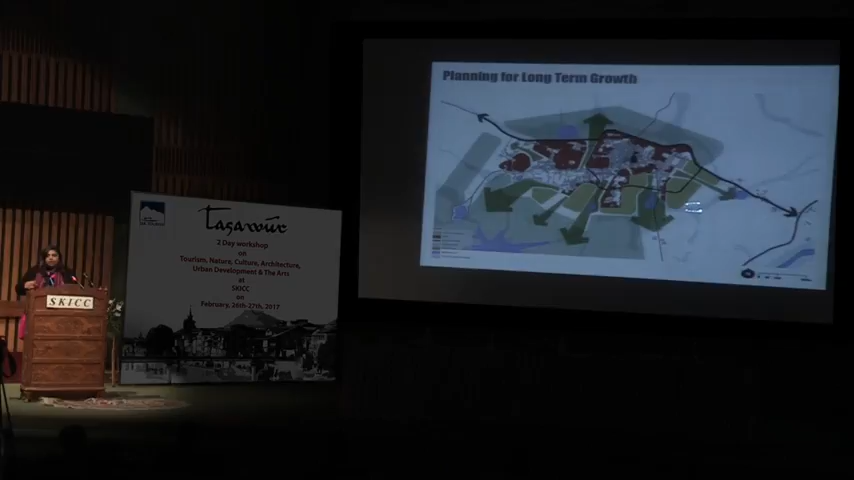 Planning for Long Term Growth
Tasawwur
2 Day workshop
on
Tourism, Nature, Culture, Architecture,
Urban Development & The Arts
at
SKICC
on
February, 26th-27th, 2017
SKICC